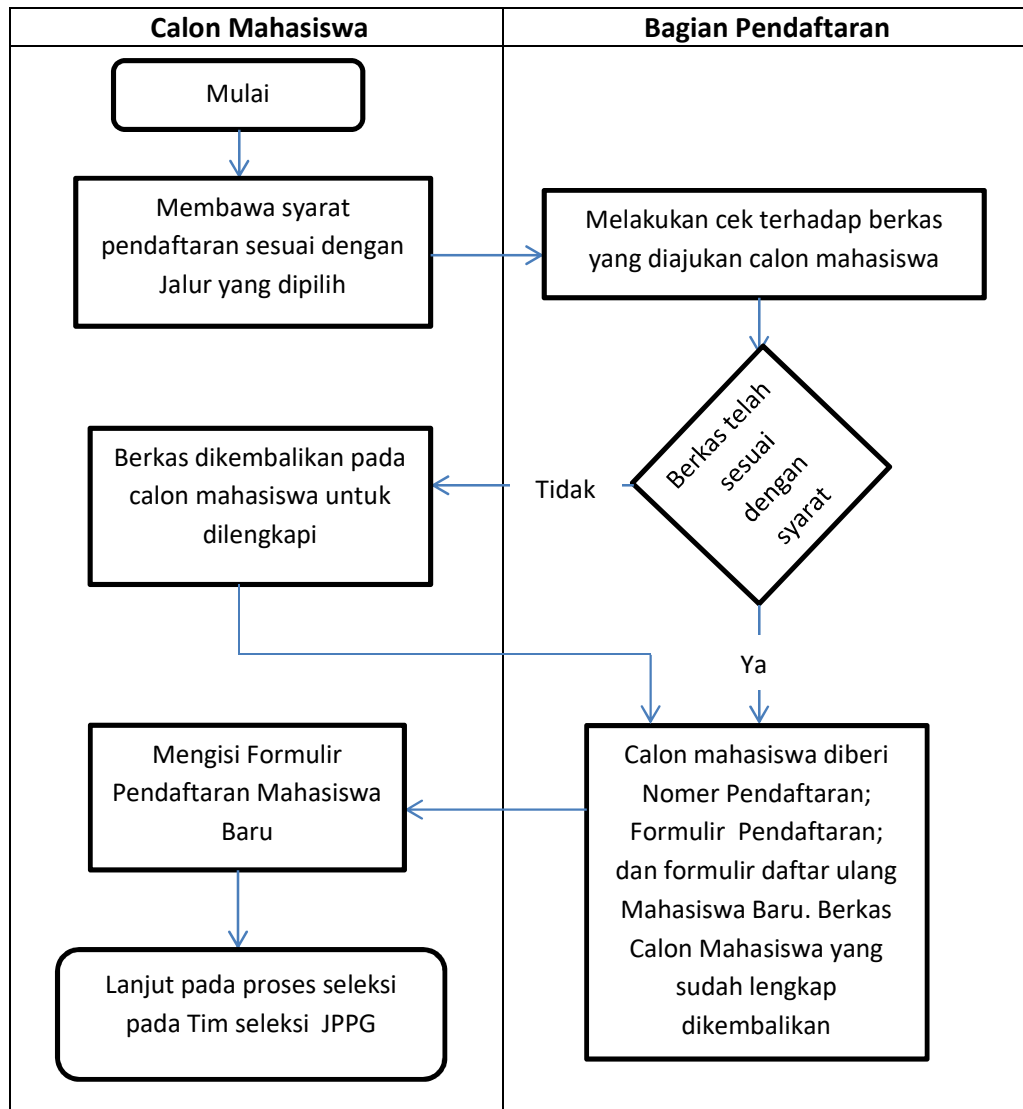 Calon Mahasiswa
Bagian Pendaftaran
Mulai
Membawa syarat
pendaftaran sesuai dengan
Jalur yang dipilih
Melakukan cek terhadap berkas
yang diajukan calon mahasiswa
Berkas telah
sesuai
dengan
syarat
Tidak
Berkas dikembalikan pada
calon mahasiswa untuk
dilengkapi
Ya
Calon mahasiswa diberi
Nomer Pendaftaran;
Formulir Pendaftaran;
dan formulir daftar ulang
Mahasiswa Baru. Berkas
Calon Mahasiswa yang
sudah lengkap
dikembalikan
Mengisi Formulir
Pendaftaran Mahasiswa
Baru
Lanjut pada proses seleksi
pada Tim seleksi JPPG